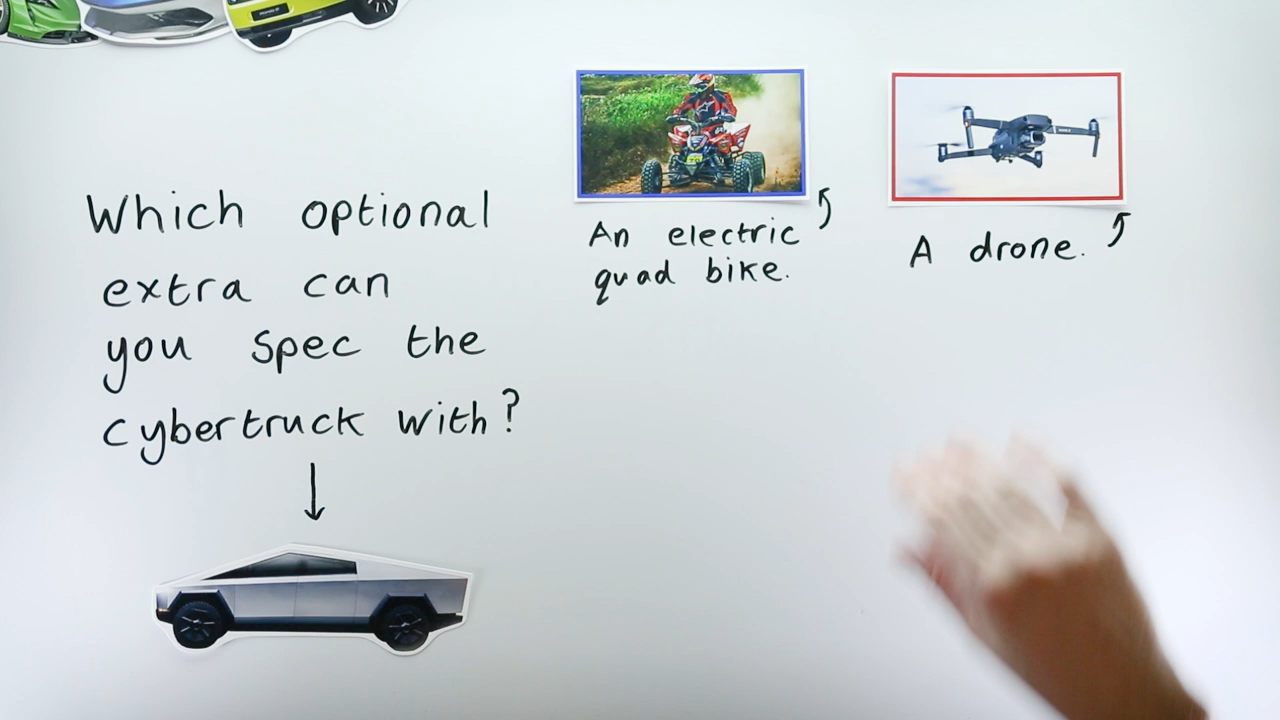 Which optional
extra can
you spec the
cybertruck with?
An electric
quad bike.
A drone.